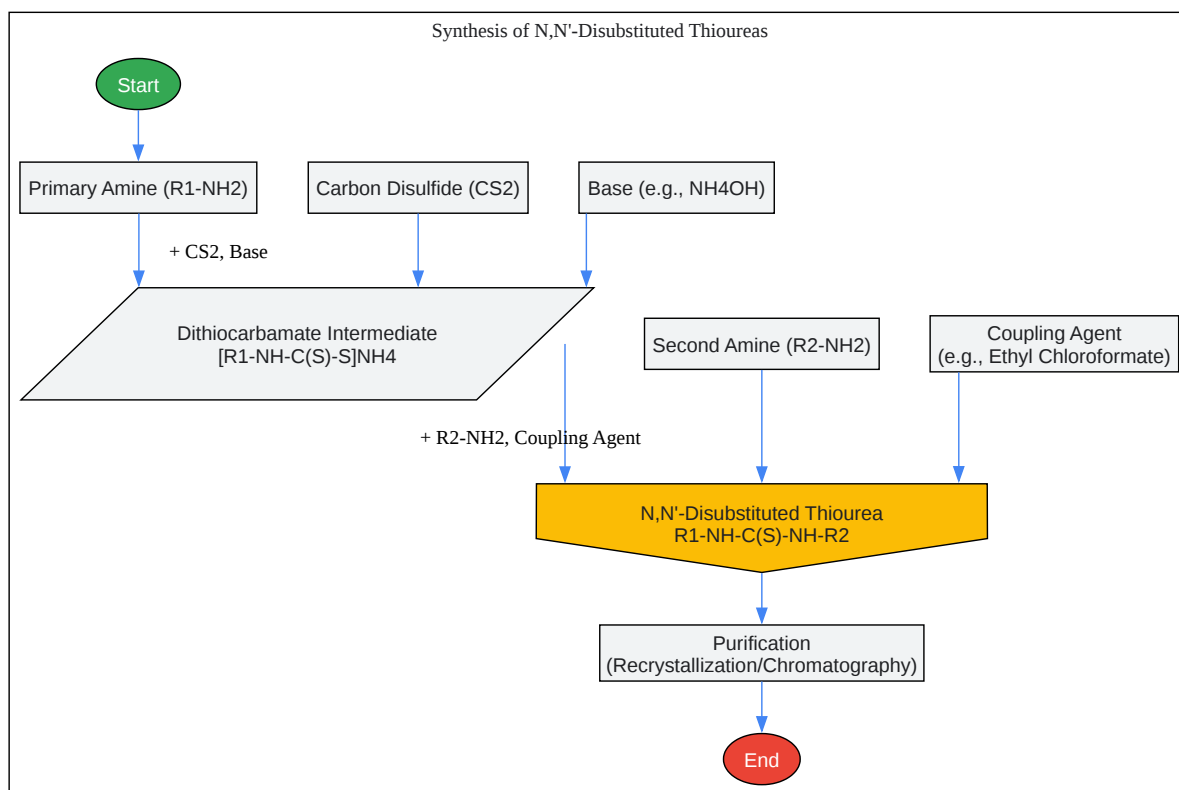 Synthesis of N,N'-Disubstituted Thioureas
Start
Primary Amine (R1-NH2)
Carbon Disulfide (CS2)
Base (e.g., NH4OH)
+ CS2, Base
Dithiocarbamate Intermediate
[R1-NH-C(S)-S]NH4
Second Amine (R2-NH2)
Coupling Agent
(e.g., Ethyl Chloroformate)
+ R2-NH2, Coupling Agent
N,N'-Disubstituted Thiourea
R1-NH-C(S)-NH-R2
Purification
(Recrystallization/Chromatography)
End